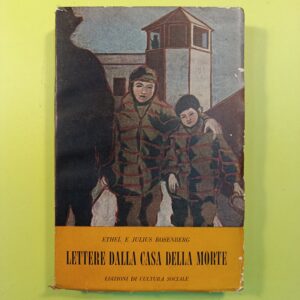 ETHEL E JULIUS ROSENBERG
LETTERE DALLA CASA DELLA MORTE
EDIZIONI DI CULTURA SOCIALE